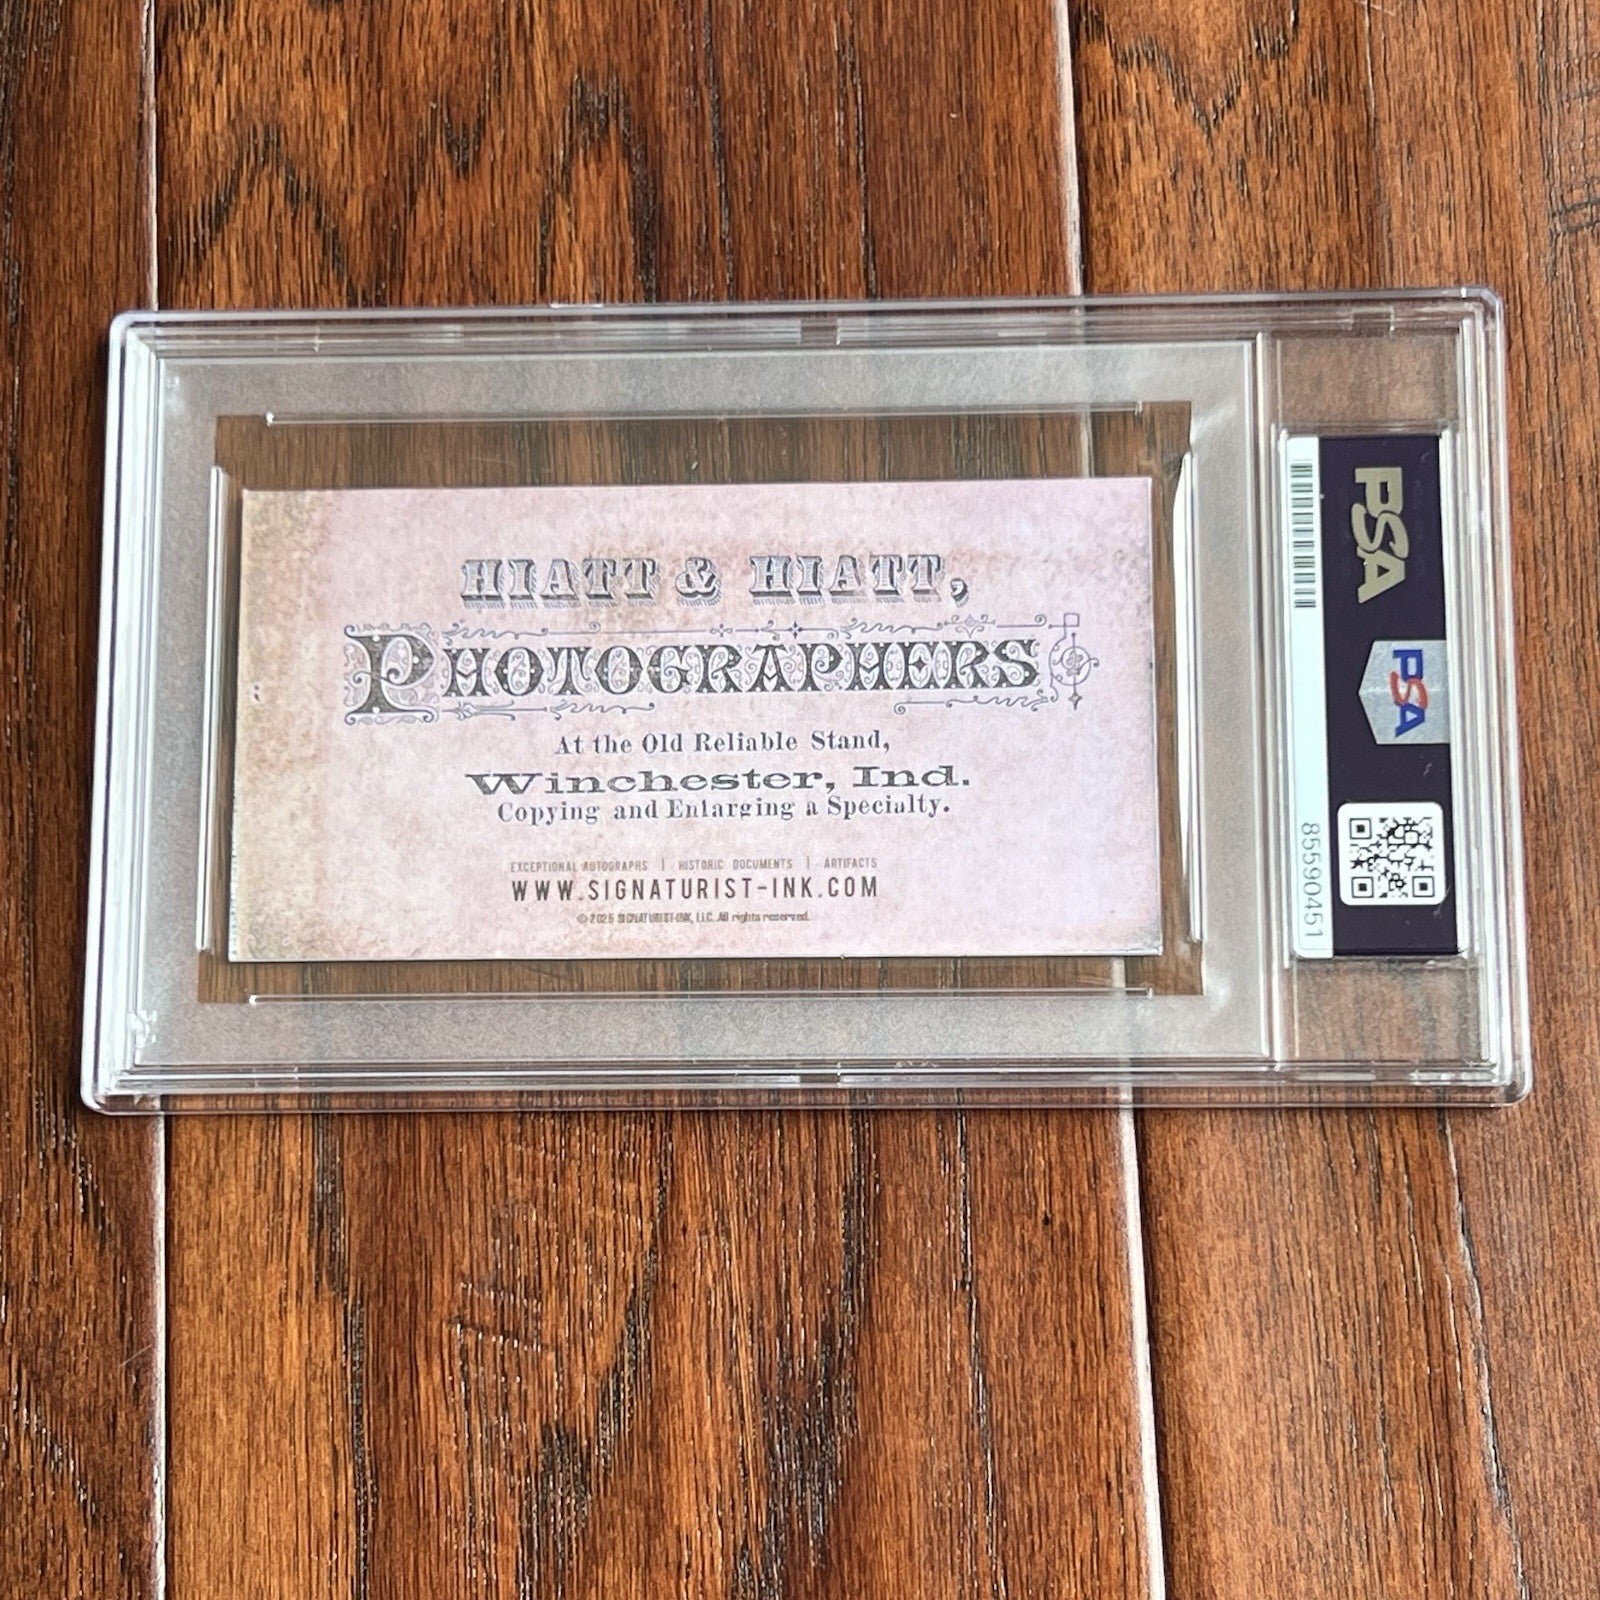 HIATT & HIATT,
PHOTOGRAPHERS
At the Old Reliable Stand,
Winchester, Ind.
Copying and Enlarging a Specialty.
EXCEPTIONAL AUTOGRAPHS | HISTORIC DOCUMENTS | ARTIFACTS
WWW.SIGNATURIST-INK.COM
© 2025 SIGNATURIST-INK, LLC. All rights reserved.
PSA
PSA
85590451